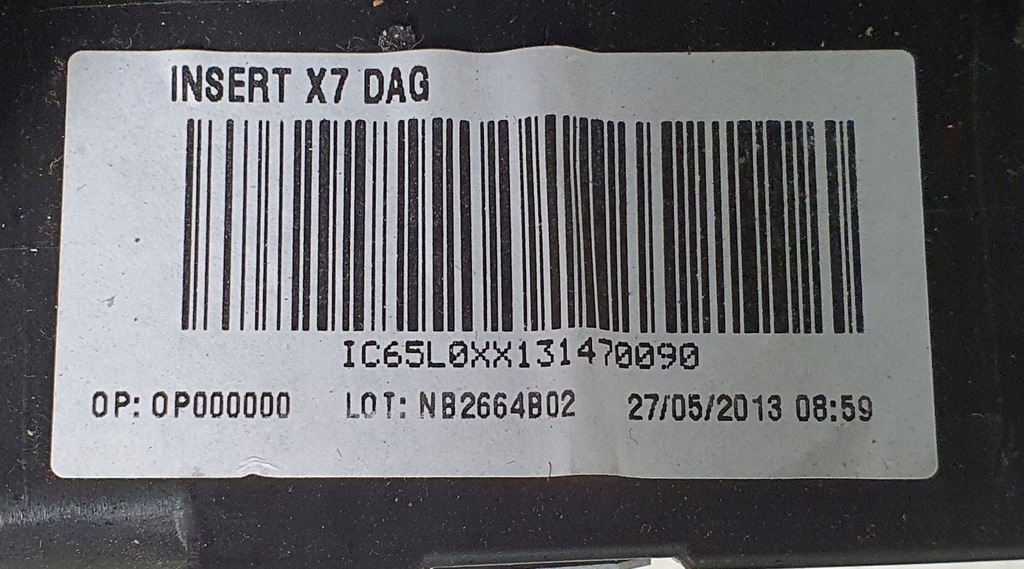 INSERT X7 DAG
IC65L0XX131470090
OP: OP000000 LOT: NB2664B02 27/05/2013 08:59